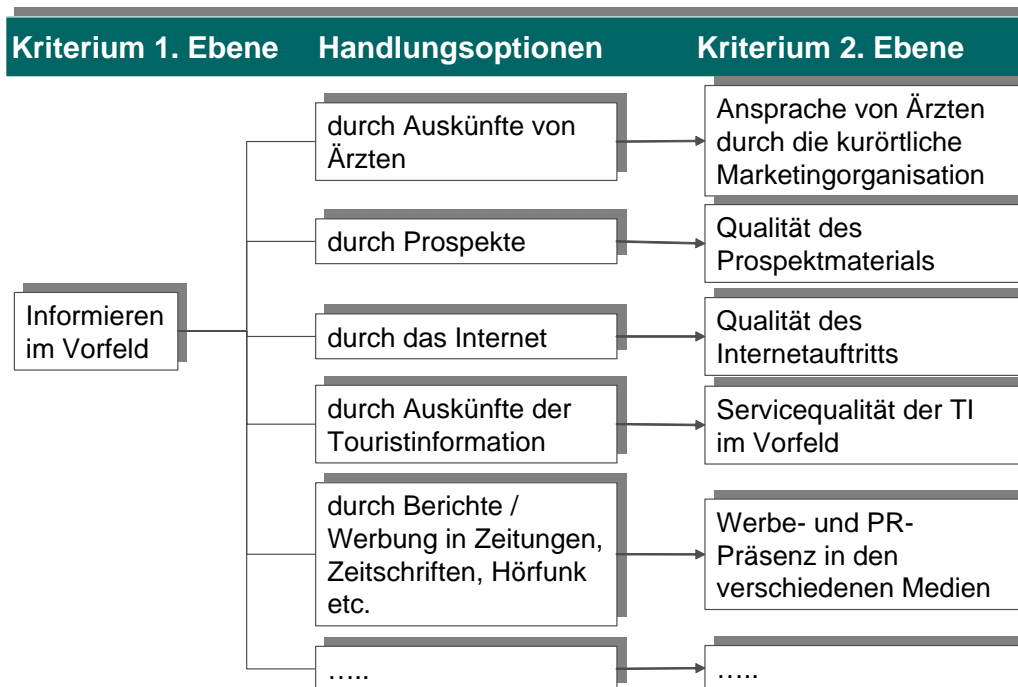 Kriterium 1. Ebene Handlungsoptionen Kriterium 2. Ebene
Informieren
im Vorfeld
durch Auskünfte von
Ärzten
Ansprache von Ärzten
durch die kurörtliche
Marketingorganisation
durch Prospekte
Qualität des
Prospektmaterials
durch das Internet
Qualität des
Internetauftritts
durch Auskünfte der
Touristinformation
Servicequalität der TI
im Vorfeld
durch Berichte /
Werbung in Zeitungen,
Zeitschriften, Hörfunk
etc.
Werbe- und PR-
Präsenz in den
verschiedenen Medien
…..
…..